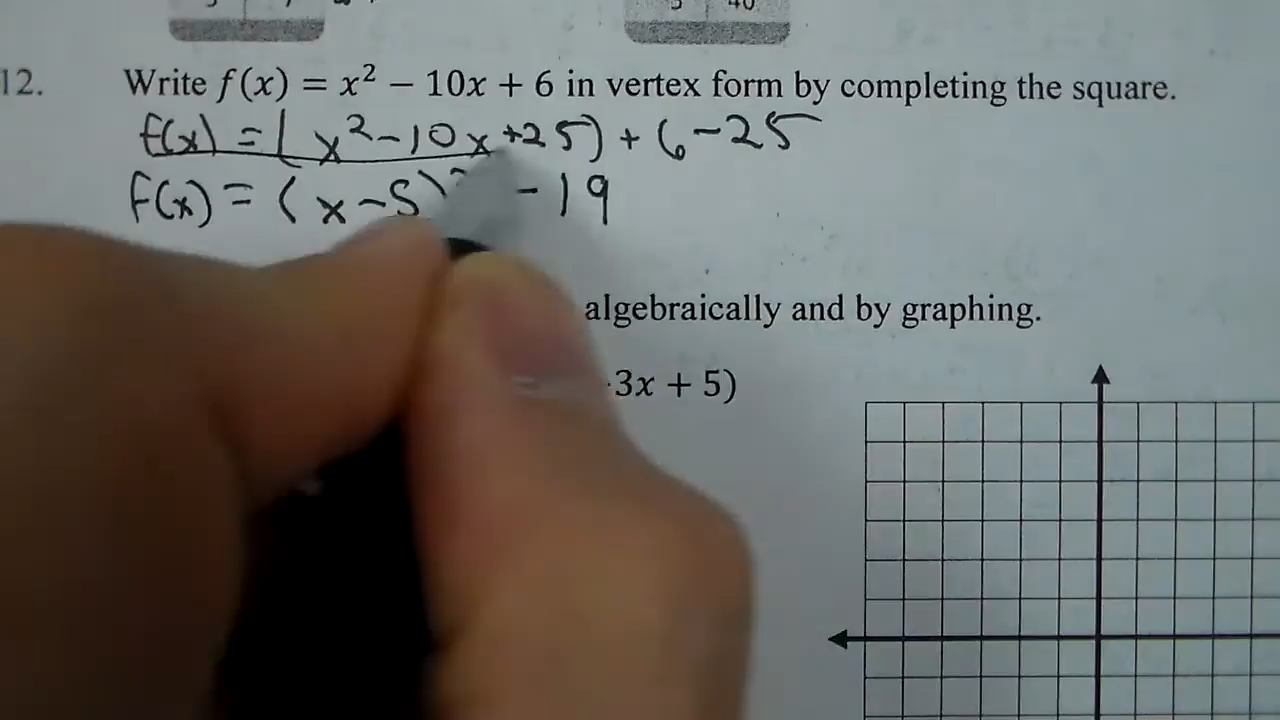 12. Write f(x) = x² − 10x + 6 in vertex form by completing the square.
f(x) = (x²-10x+25)+6-25
f(x) = (x-5)² -19
algebraically and by graphing.
3x + 5)